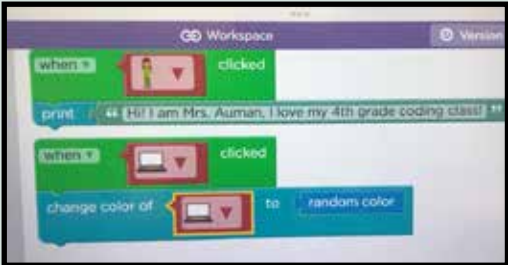 Workspace
Version
when clicked
print “ Hi! I am Mrs. Auman, I love my 4th grade coding class! ”
when clicked
change color of to random color